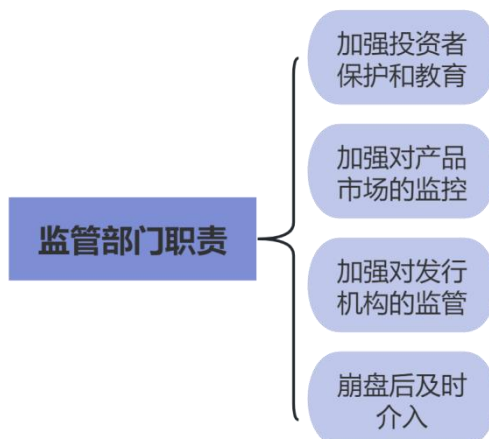 监管部门职责
加强投资者
保护和教育
加强对产品
市场的监控
加强对发行
机构的监管
崩盘后及时
介入